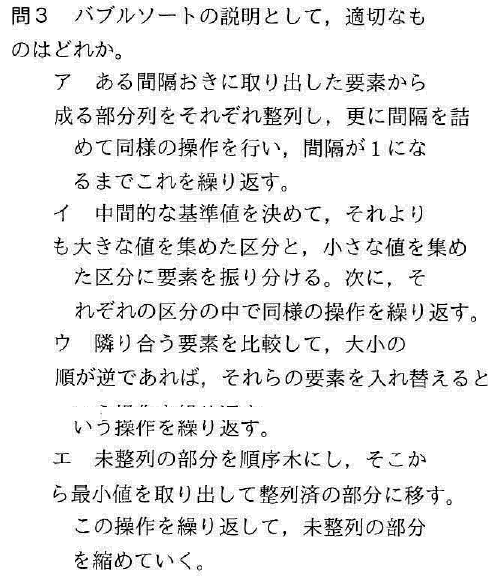 問3　バブルソートの説明として，適切なも
のはどれか。
ア　ある間隔おきに取り出した要素から
成る部分列をそれぞれ整列し，更に間隔を詰
めて同様の操作を行い，間隔が1にな
るまでこれを繰り返す。
イ　中間的な基準値を決めて，それより
も大きな値を集めた区分と，小さな値を集め
た区分に要素を振り分ける。次に，そ
れぞれの区分の中で同様の操作を繰り返す。
ウ　隣り合う要素を比較して，大小の
順が逆であれば，それらの要素を入れ替えると
いう操作を繰り返す。
エ　未整列の部分を順序木にし，そこか
ら最小値を取り出して整列済の部分に移す。
この操作を繰り返して，未整列の部分
を縮めていく。